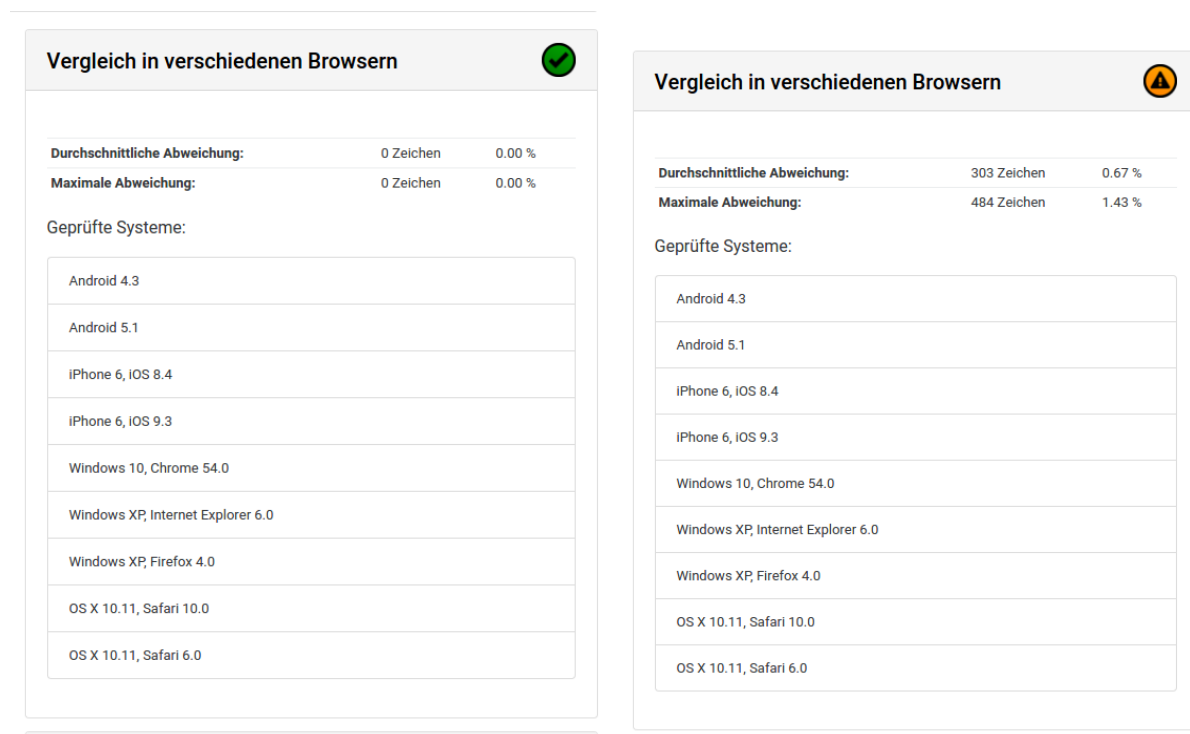 Vergleich in verschiedenen Browsern
Durchschnittliche Abweichung: 0 Zeichen 0.00 %
Maximale Abweichung: 0 Zeichen 0.00 %
Geprüfte Systeme:
Android 4.3
Android 5.1
iPhone 6, iOS 8.4
iPhone 6, iOS 9.3
Windows 10, Chrome 54.0
Windows XP, Internet Explorer 6.0
Windows XP, Firefox 4.0
OS X 10.11, Safari 10.0
OS X 10.11, Safari 6.0
Vergleich in verschiedenen Browsern
Durchschnittliche Abweichung: 303 Zeichen 0.67 %
Maximale Abweichung: 484 Zeichen 1.43 %
Geprüfte Systeme:
Android 4.3
Android 5.1
iPhone 6, iOS 8.4
iPhone 6, iOS 9.3
Windows 10, Chrome 54.0
Windows XP, Internet Explorer 6.0
Windows XP, Firefox 4.0
OS X 10.11, Safari 10.0
OS X 10.11, Safari 6.0